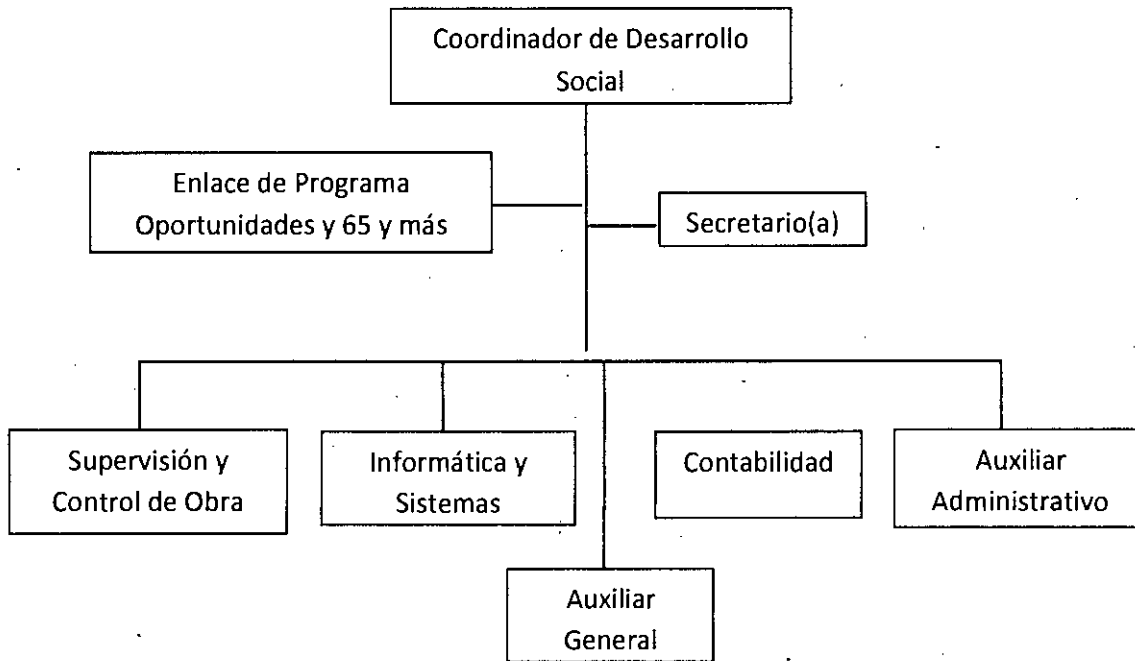 Coordinador de Desarrollo
Social
Enlace de Programa
Oportunidades y 65 y más
Secretario(a)
Supervisión y
Control de Obra
Informática y
Sistemas
Contabilidad
Auxiliar
Administrativo
Auxiliar
General